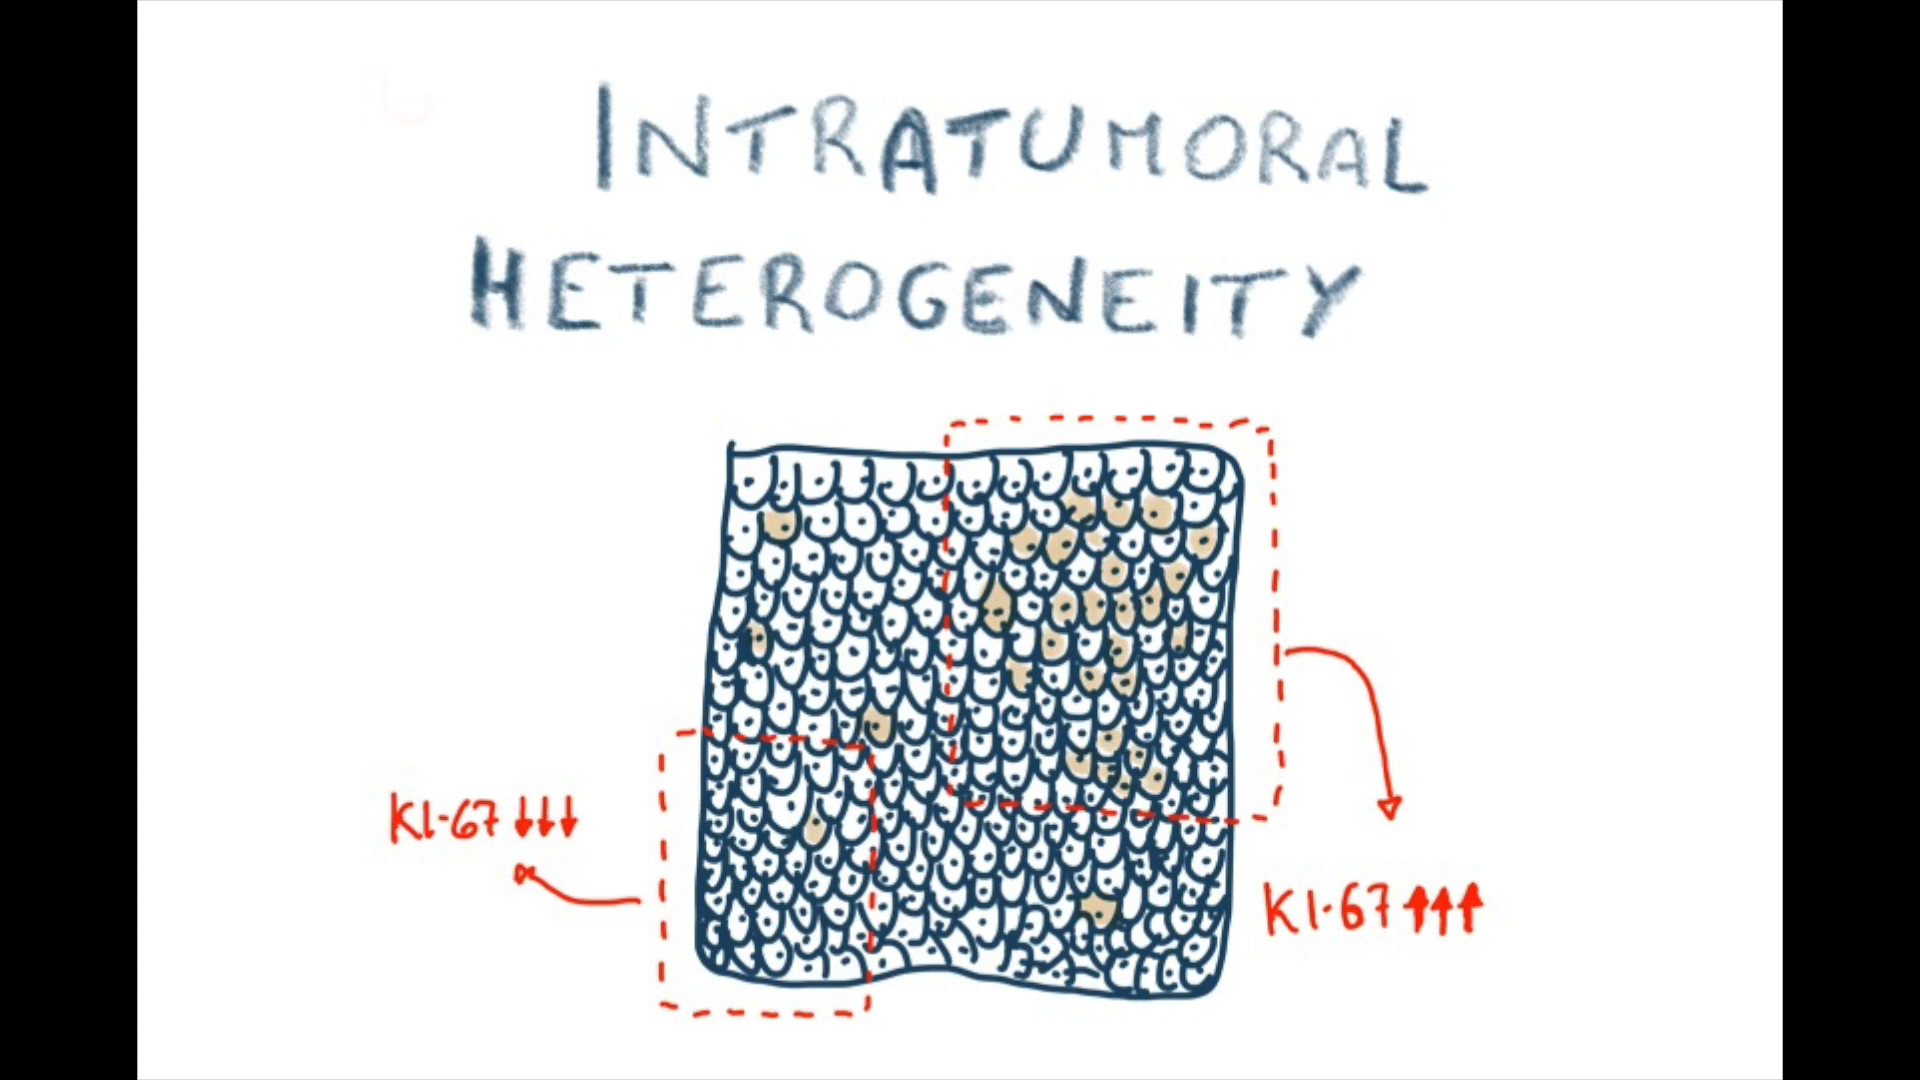 INTRATUMORAL
HETEROGENEITY
KI-67 ↓↓↓
KI-67 ↑↑↑